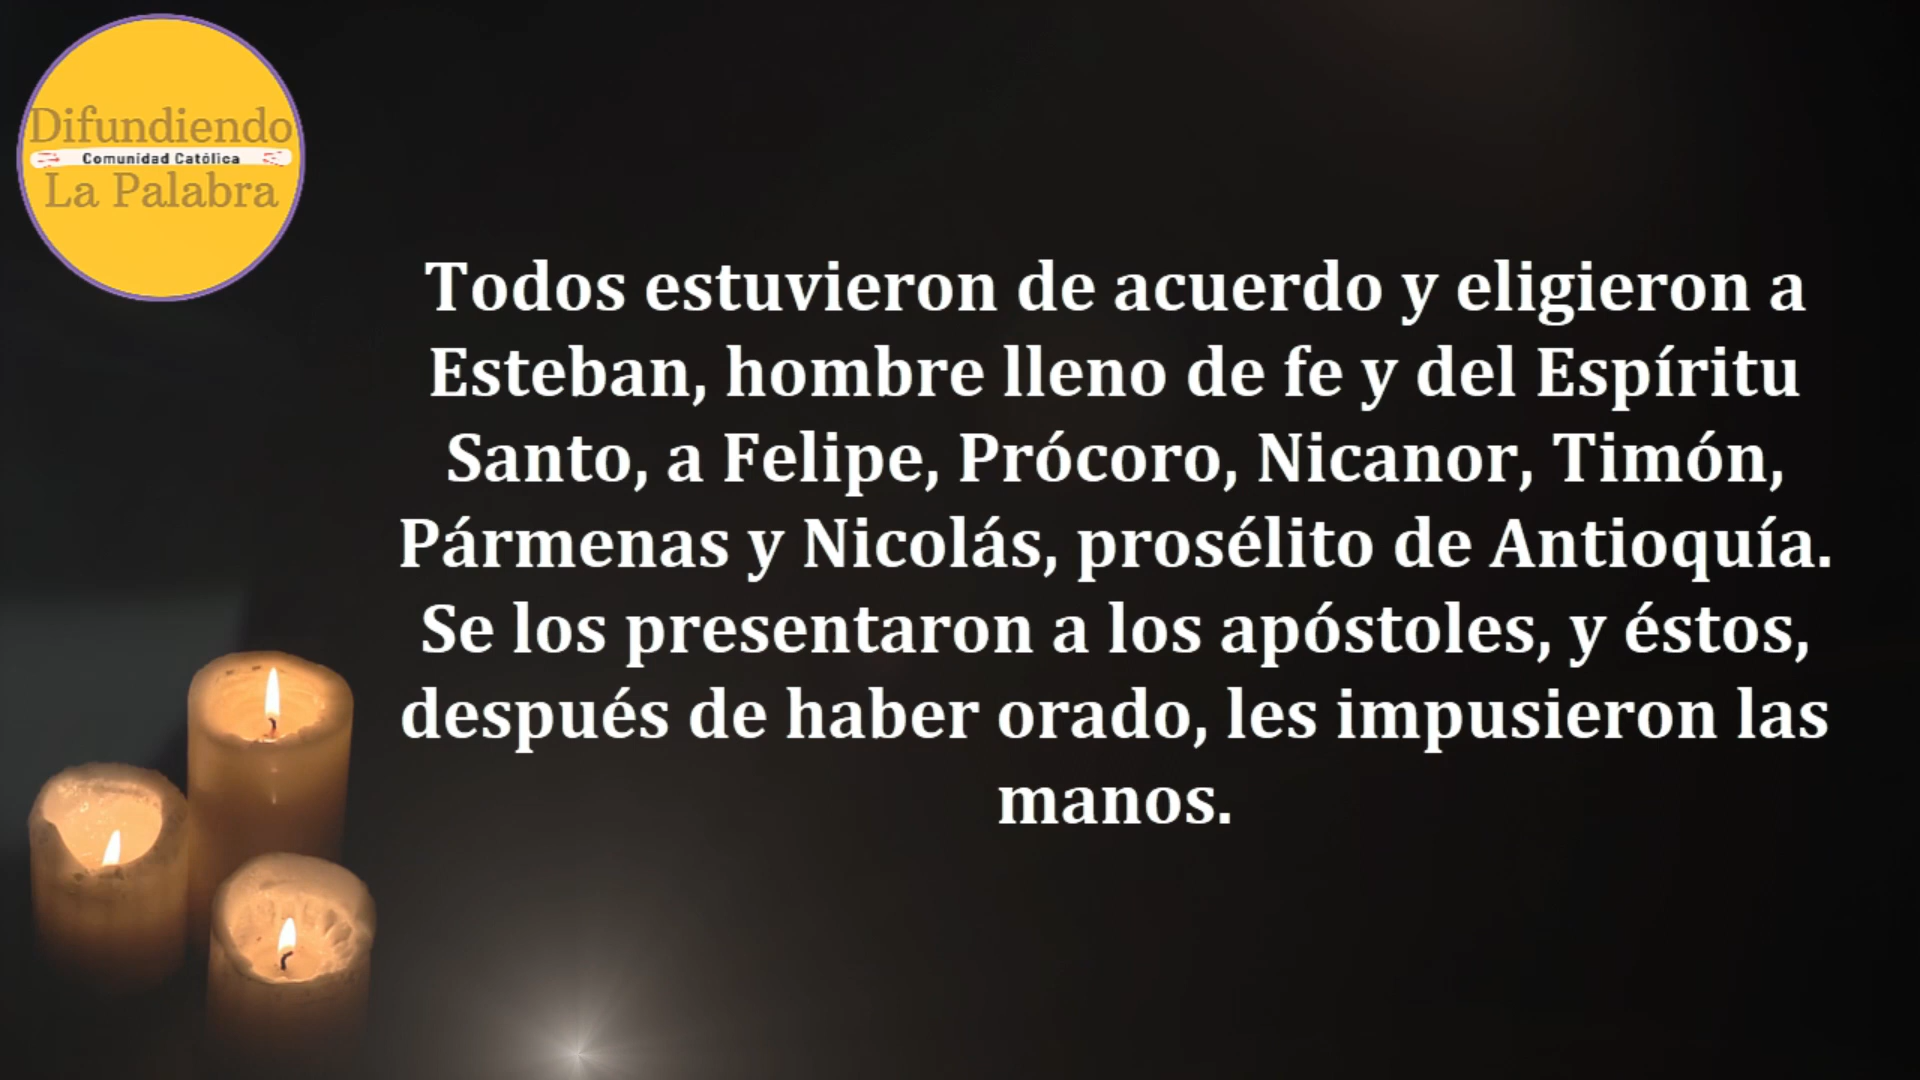 Difundiendo
Comunidad Católica
La Palabra
Todos estuvieron de acuerdo y eligieron a
Esteban, hombre lleno de fe y del Espíritu
Santo, a Felipe, Prócoro, Nicanor, Timón,
Pármenas y Nicolás, prosélito de Antioquía.
Se los presentaron a los apóstoles, y éstos,
después de haber orado, les impusieron las
manos.